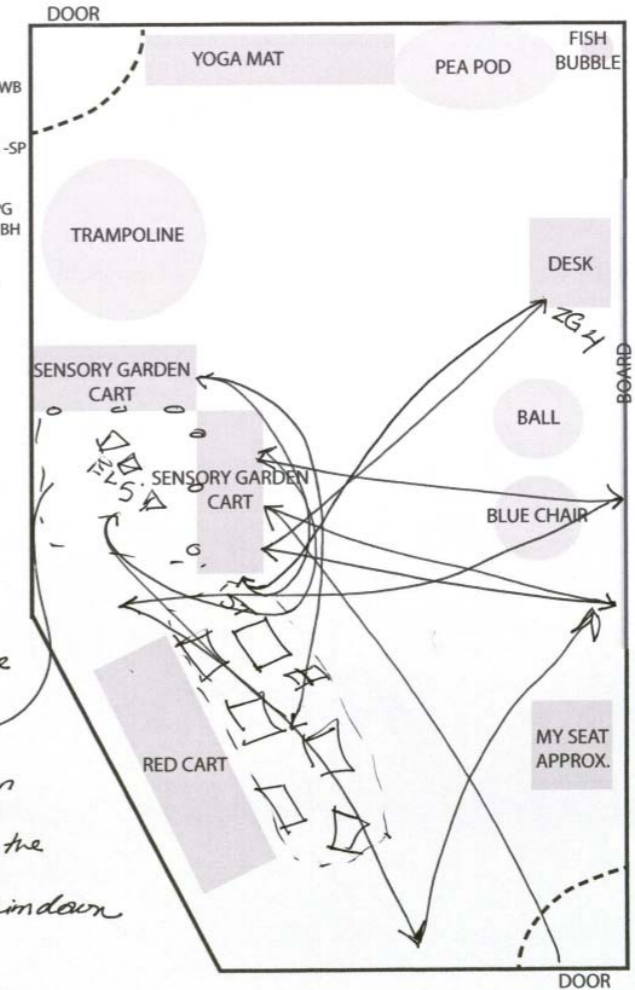 DOOR
YOGA MAT
PEA POD
FISH
BUBBLE
WB
-SP
BH
TRAMPOLINE
DESK
ZG 4
BOARD
SENSORY GARDEN
CART
BALL
SENSORY GARDEN
CART
BLUE CHAIR
MY SEAT
APPROX.
RED CART
the
DOOR